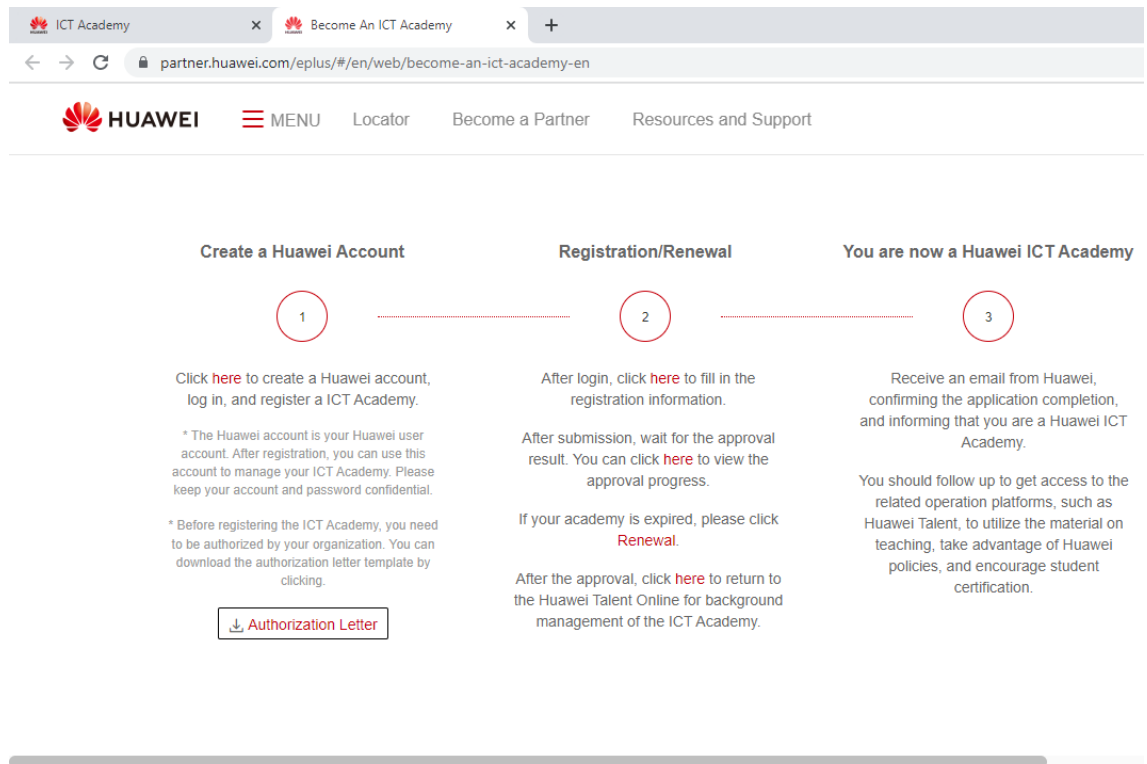 ICT Academy
Become An ICT Academy
partner.huawei.com/eplus/#/en/web/become-an-ict-academy-en
HUAWEI
MENU
Locator
Become a Partner
Resources and Support
Create a Huawei Account
1
Click here to create a Huawei account,
log in, and register a ICT Academy.
* The Huawei account is your Huawei user
account. After registration, you can use this
account to manage your ICT Academy. Please
keep your account and password confidential.
* Before registering the ICT Academy, you need
to be authorized by your organization. You can
download the authorization letter template by
clicking.
Authorization Letter
Registration/Renewal
2
After login, click here to fill in the
registration information.
After submission, wait for the approval
result. You can click here to view the
approval progress.
If your academy is expired, please click
Renewal.
After the approval, click here to return to
the Huawei Talent Online for background
management of the ICT Academy.
You are now a Huawei ICT Academy
3
Receive an email from Huawei,
confirming the application completion,
and informing that you are a Huawei ICT
Academy.
You should follow up to get access to the
related operation platforms, such as
Huawei Talent, to utilize the material on
teaching, take advantage of Huawei
policies, and encourage student
certification.